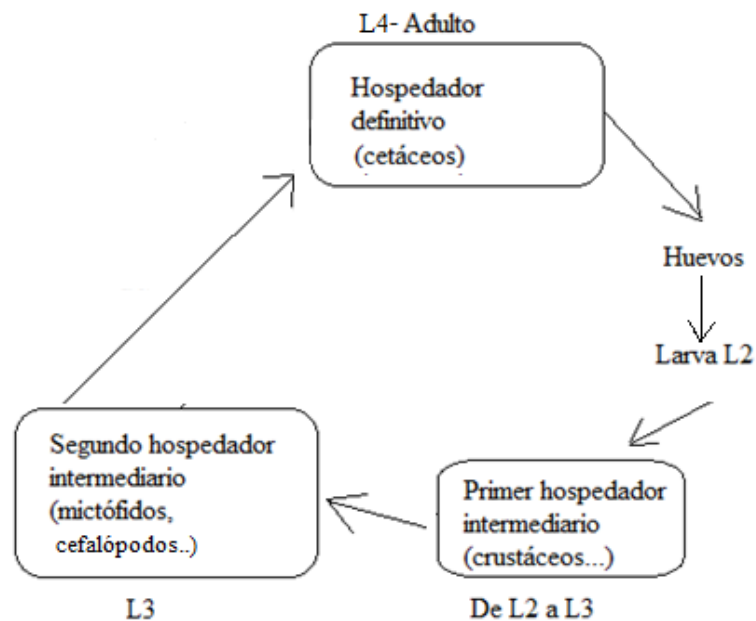 L4- Adulto
Hospedador
definitivo
(cetáceos)
Huevos
Larva L2
Primer hospedador
intermediario
(crustáceos...)
De L2 a L3
Segundo hospedador
intermediario
(mictófidos,
cefalópodos..)
L3